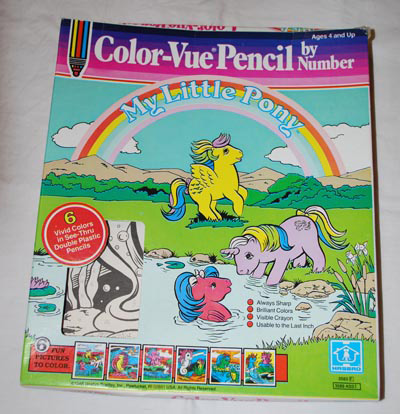 Ages 4 and Up
Color-Vue® Pencil by Number
My Little Pony
6
Vivid Colors
in See-Thru
Double Plastic
Pencils
Always Sharp
Brilliant Colors
Visible Crayon
Usable to the Last Inch
6 FUN
PICTURES
TO COLOR.
HASBRO